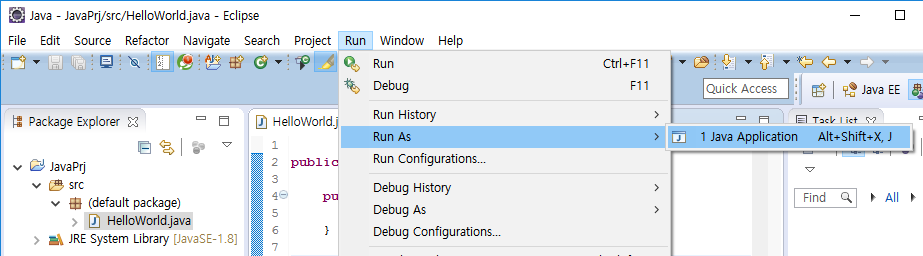 Java - JavaPrj/src/HelloWorld.java - Eclipse
File Edit Source Refactor Navigate Search Project Run Window Help
Run Ctrl+F11
Debug F11
Quick Access
Java EE
Package Explorer
HelloWorld.j
Run History
Task List
Run As
1 Java Application Alt+Shift+X, J
Run Configurations...
JavaPrj
src
(default package)
HelloWorld.java
JRE System Library [JavaSE-1.8]
1
2 public
3
4 pu
5
6 }
7
Debug History
Debug As
Debug Configurations...
Find
All